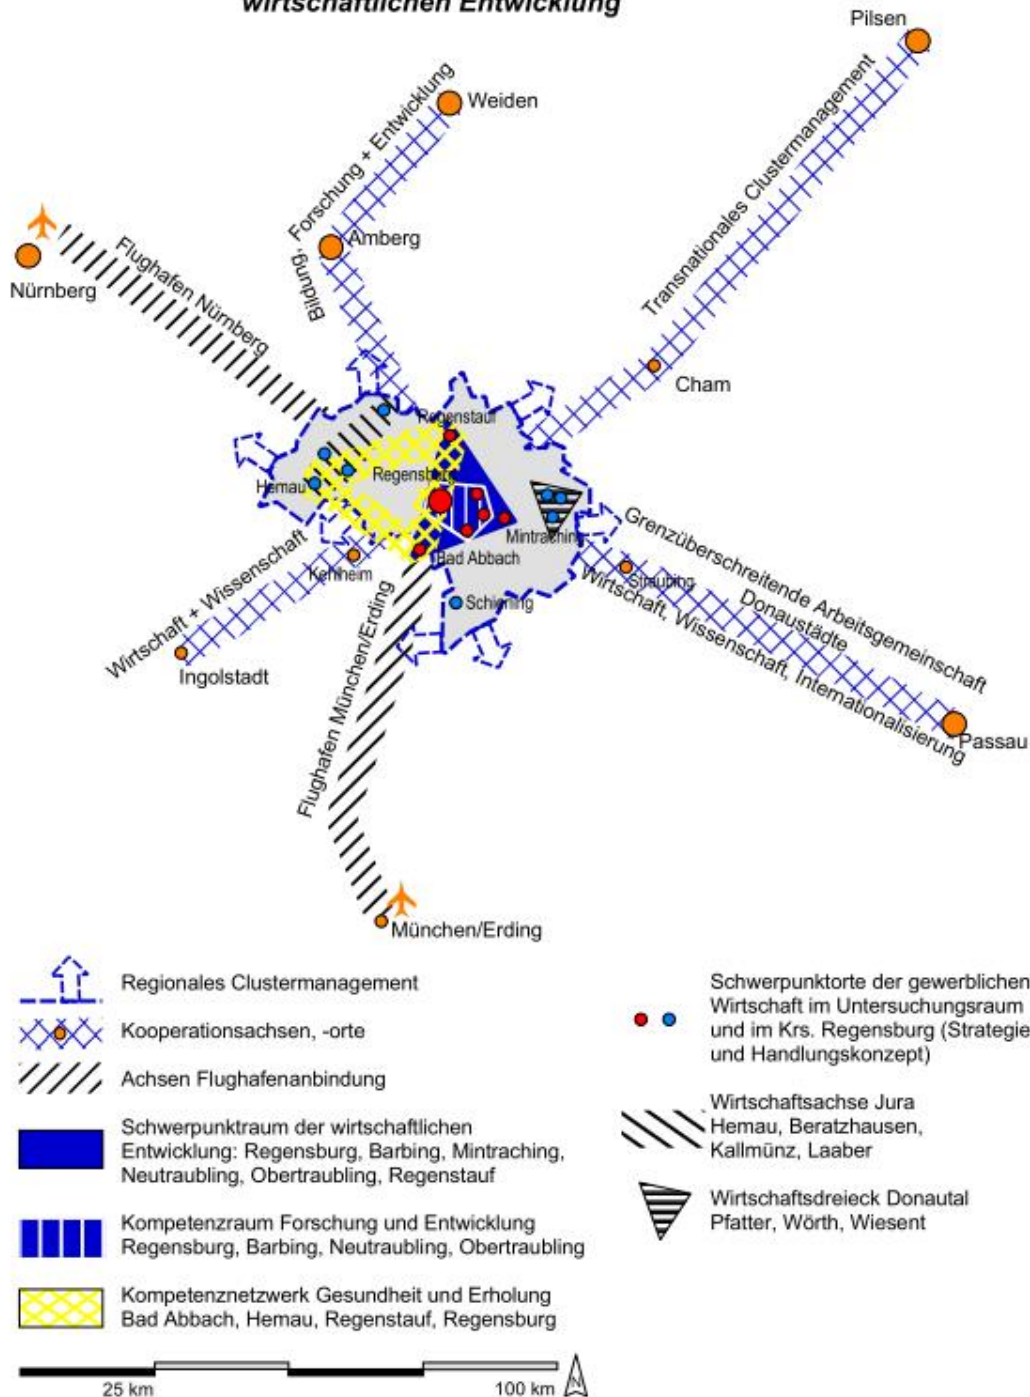 wirtschaftlichen Entwicklung
Pilsen
Weiden
Forschung + Entwicklung
Bildung,
Transnationales Clustermanagement
Amberg
Nürnberg
Flughafen Nürnberg
Cham
Regenstauf
Regensburg
Hemau
Mintraching
Bad Abbach
Kehlheim
Schierling
Wirtschaft + Wissenschaft
Ingolstadt
Straubing
Grenzüberschreitende Arbeitsgemeinschaft
Donaustädte
Wirtschaft, Wissenschaft, Internationalisierung
Passau
Flughafen München/Erding
München/Erding
Regionales Clustermanagement
Kooperationsachsen, -orte
Achsen Flughafenanbindung
Schwerpunktraum der wirtschaftlichen
Entwicklung: Regensburg, Barbing, Mintraching,
Neutraubling, Obertraubling, Regenstauf
Kompetenzraum Forschung und Entwicklung
Regensburg, Barbing, Neutraubling, Obertraubling
Kompetenznetzwerk Gesundheit und Erholung
Bad Abbach, Hemau, Regenstauf, Regensburg
Schwerpunktorte der gewerblichen
Wirtschaft im Untersuchungsraum
und im Krs. Regensburg (Strategie
und Handlungskonzept)
Wirtschaftsachse Jura
Hemau, Beratzhausen,
Kallmünz, Laaber
Wirtschaftsdreieck Donautal
Pfatter, Wörth, Wiesent
25 km
100 km
N